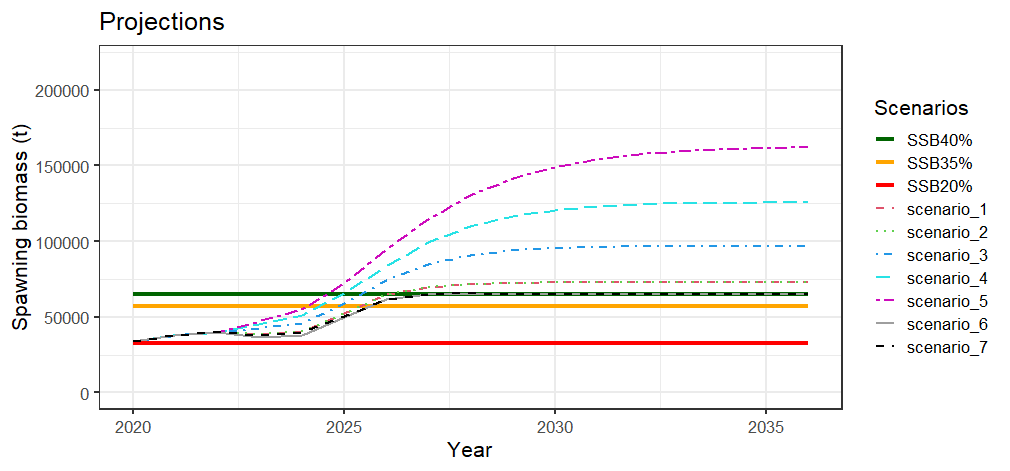 Projections
Spawning biomass (t)
200000
150000
100000
50000
0
2020
2025
2030
2035
Year
Scenarios
SSB40%
SSB35%
SSB20%
scenario_1
scenario_2
scenario_3
scenario_4
scenario_5
scenario_6
scenario_7